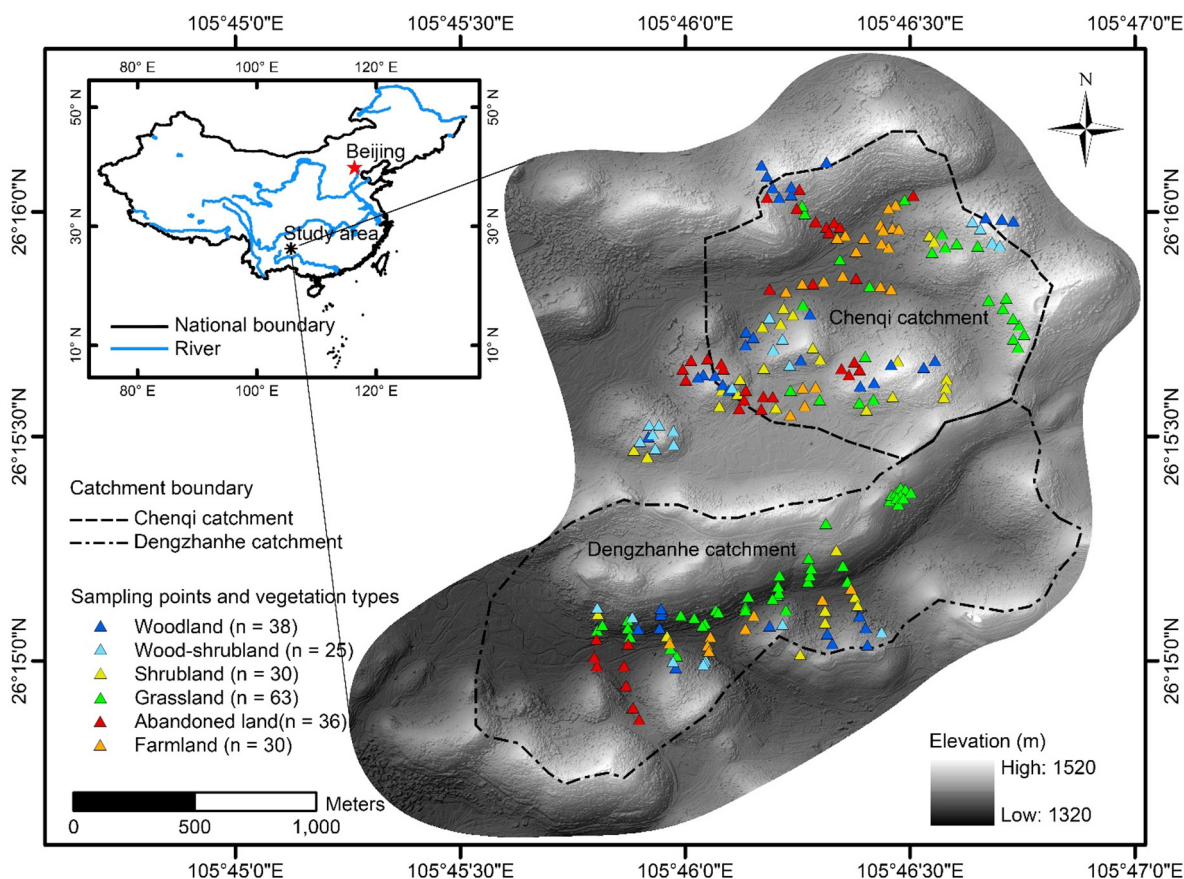 105°45'0"E 105°45'30"E 105°46'0"E 105°46'30"E 105°47'0"E
80° E 100° E 120° E
N
50° N 50° N
Beijing
26°16'0"N 26°16'0"N
30° N 30° N
Study area
Chenqi catchment
National boundary
River
10° N 10° N
80° E 100° E 120° E
26°15'30"N 26°15'30"N
Catchment boundary
Chenqi catchment
Dengzhanhe catchment
Dengzhanhe catchment
Sampling points and vegetation types
Woodland (n = 38)
Wood-shrubland (n = 25)
Shrubland (n = 30)
Grassland (n = 63)
Abandoned land(n = 36)
Farmland (n = 30)
26°15'0"N 26°15'0"N
Elevation (m)
High: 1520
Low: 1320
Meters
0 500 1,000
105°45'0"E 105°45'30"E 105°46'0"E 105°46'30"E 105°47'0"E